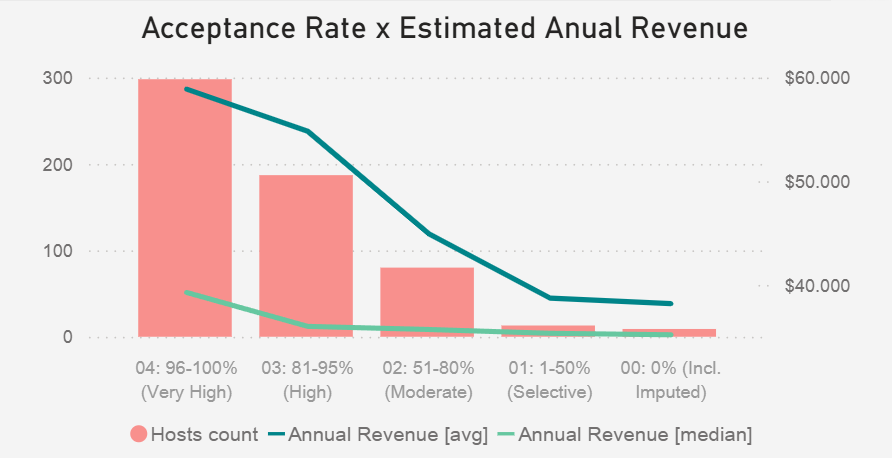 Acceptance Rate x Estimated Anual Revenue
300
200
100
0
$60.000
$50.000
$40.000
04: 96-100%
(Very High)
03: 81-95%
(High)
02: 51-80%
(Moderate)
01: 1-50%
(Selective)
00: 0% (Incl.
Imputed)
Hosts count
Annual Revenue [avg]
Annual Revenue [median]